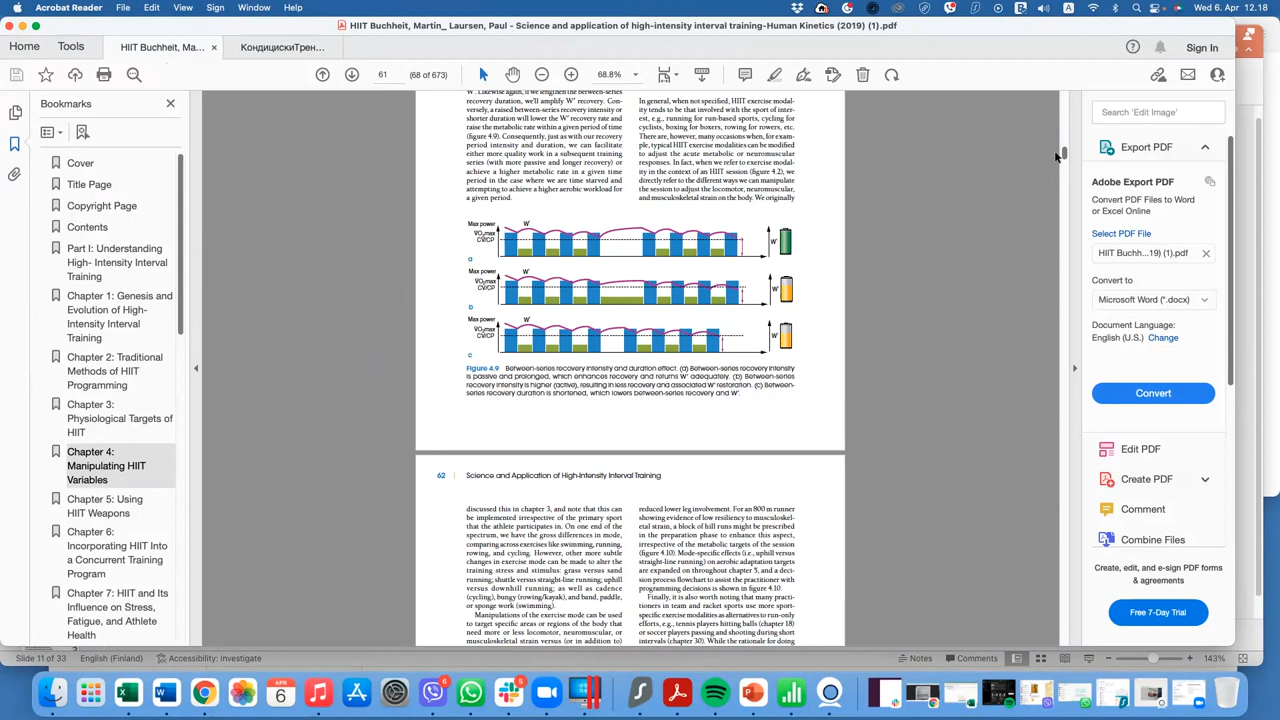 Acrobat Reader File Edit View Sign Window Help
Wed 6. Apr 12.18
HIIT Buchheit, Martin_ Laursen, Paul - Science and application of high-intensity interval training-Human Kinetics (2019) (1).pdf
Home Tools HIIT Buchheit, Ma... × КондицискиТрен... Sign In
61 (68 of 673) 68.8%
Bookmarks
Cover
Title Page
Copyright Page
Contents
Part I: Understanding
High- Intensity Interval
Training
Chapter 1: Genesis and
Evolution of High-
Intensity Interval
Training
Chapter 2: Traditional
Methods of HIIT
Programming
Chapter 3:
Physiological Targets of
HIIT
Chapter 4:
Manipulating HIIT
Variables
Chapter 5: Using
HIIT Weapons
Chapter 6:
Incorporating HIIT Into
a Concurrent Training
Program
Chapter 7: HIIT and Its
Influence on Stress,
Fatigue, and Athlete
Health
W'. Likewise again, if we lengthen the between-series
recovery duration, we'll amplify W' recovery. Con-
versely, a raised between-series recovery intensity or
shorter duration will lower the W' recovery rate and
raise the metabolic rate within a given period of time
(figure 4.9). Consequently, just as with our recovery
period intensity and duration, we can facilitate
either more quality work in a subsequent training
series (with more passive and longer recovery) or
achieve a higher metabolic rate in a given time
period in the case where we are time starved and
attempting to achieve a higher aerobic workload for
a given period.
In general, when not specified, HIIT exercise modal-
ity tends to be that involved with the sport of inter-
est, e.g., running for run-based sports, cycling for
cyclists, boxing for boxers, rowing for rowers, etc.
There are, however, many occasions when, for exam-
ple, typical HIIT exercise modalities can be modified
to adjust the acute metabolic or neuromuscular
responses. In fact, when we refer to exercise modal-
ity in the context of an HIIT session (figure 4.2), we
directly refer to the different ways we can manipulate
the session to adjust the locomotor, neuromuscular,
and musculoskeletal strain on the body. We originally
Max power W'
V̇O₂max
CV/CP W'
a
Max power W'
V̇O₂max
CV/CP W'
b
Max power W'
V̇O₂max
CV/CP W'
c
Figure 4.9 Between-series recovery intensity and duration effect. (a) Between-series recovery intensity
is passive and prolonged, which enhances recovery and returns W' adequately. (b) Between-series
recovery intensity is higher (active), resulting in less recovery and associated W' restoration. (c) Between-
series recovery duration is shortened, which lowers between-series recovery and W'.
62 | Science and Application of High-Intensity Interval Training
discussed this in chapter 3, and note that this can
be implemented irrespective of the primary sport
that the athlete participates in. On one end of the
spectrum, we have the gross differences in mode,
comparing across exercises like swimming, running,
rowing, and cycling. However, other more subtle
changes in exercise mode can be made to alter the
training stress and stimulus: grass versus sand
running; shuttle versus straight-line running; uphill
versus downhill running; as well as cadence
(cycling), bungy (rowing/kayak), and band, paddle,
or sponge work (swimming).
Manipulations of the exercise mode can be used
to target specific areas or regions of the body that
need more or less locomotor, neuromuscular, or
musculoskeletal strain versus (or in addition to)
reduced lower leg involvement. For an 800 m runner
showing evidence of low resiliency to musculoskel-
etal strain, a block of hill runs might be prescribed
in the preparation phase to enhance this aspect,
irrespective of the metabolic targets of the session
(figure 4.10). Mode-specific effects (i.e., uphill versus
straight-line running) on aerobic adaptation targets
are expanded on throughout chapter 5, and a deci-
sion process flowchart to assist the practitioner with
programming decisions is shown in figure 4.10.
Finally, it is also worth noting that many practi-
tioners in team and racket sports use more sport-
specific exercise modalities as alternatives to run-only
efforts, e.g., tennis players hitting balls (chapter 18)
or soccer players passing and shooting during short
intervals (chapter 30). While the rationale for doing
Search 'Edit Image'
Export PDF
Adobe Export PDF
Convert PDF Files to Word
or Excel Online
Select PDF File
HIIT Buchh...19) (1).pdf
Convert to
Microsoft Word (*.docx)
Document Language:
English (U.S.) Change
Convert
Edit PDF
Create PDF
Comment
Combine Files
Create, edit, and e-sign PDF forms
& agreements
Free 7-Day Trial
Slide 11 of 33 English (Finland) Accessibility: Investigate Notes Comments 143%
APR
6
6
5